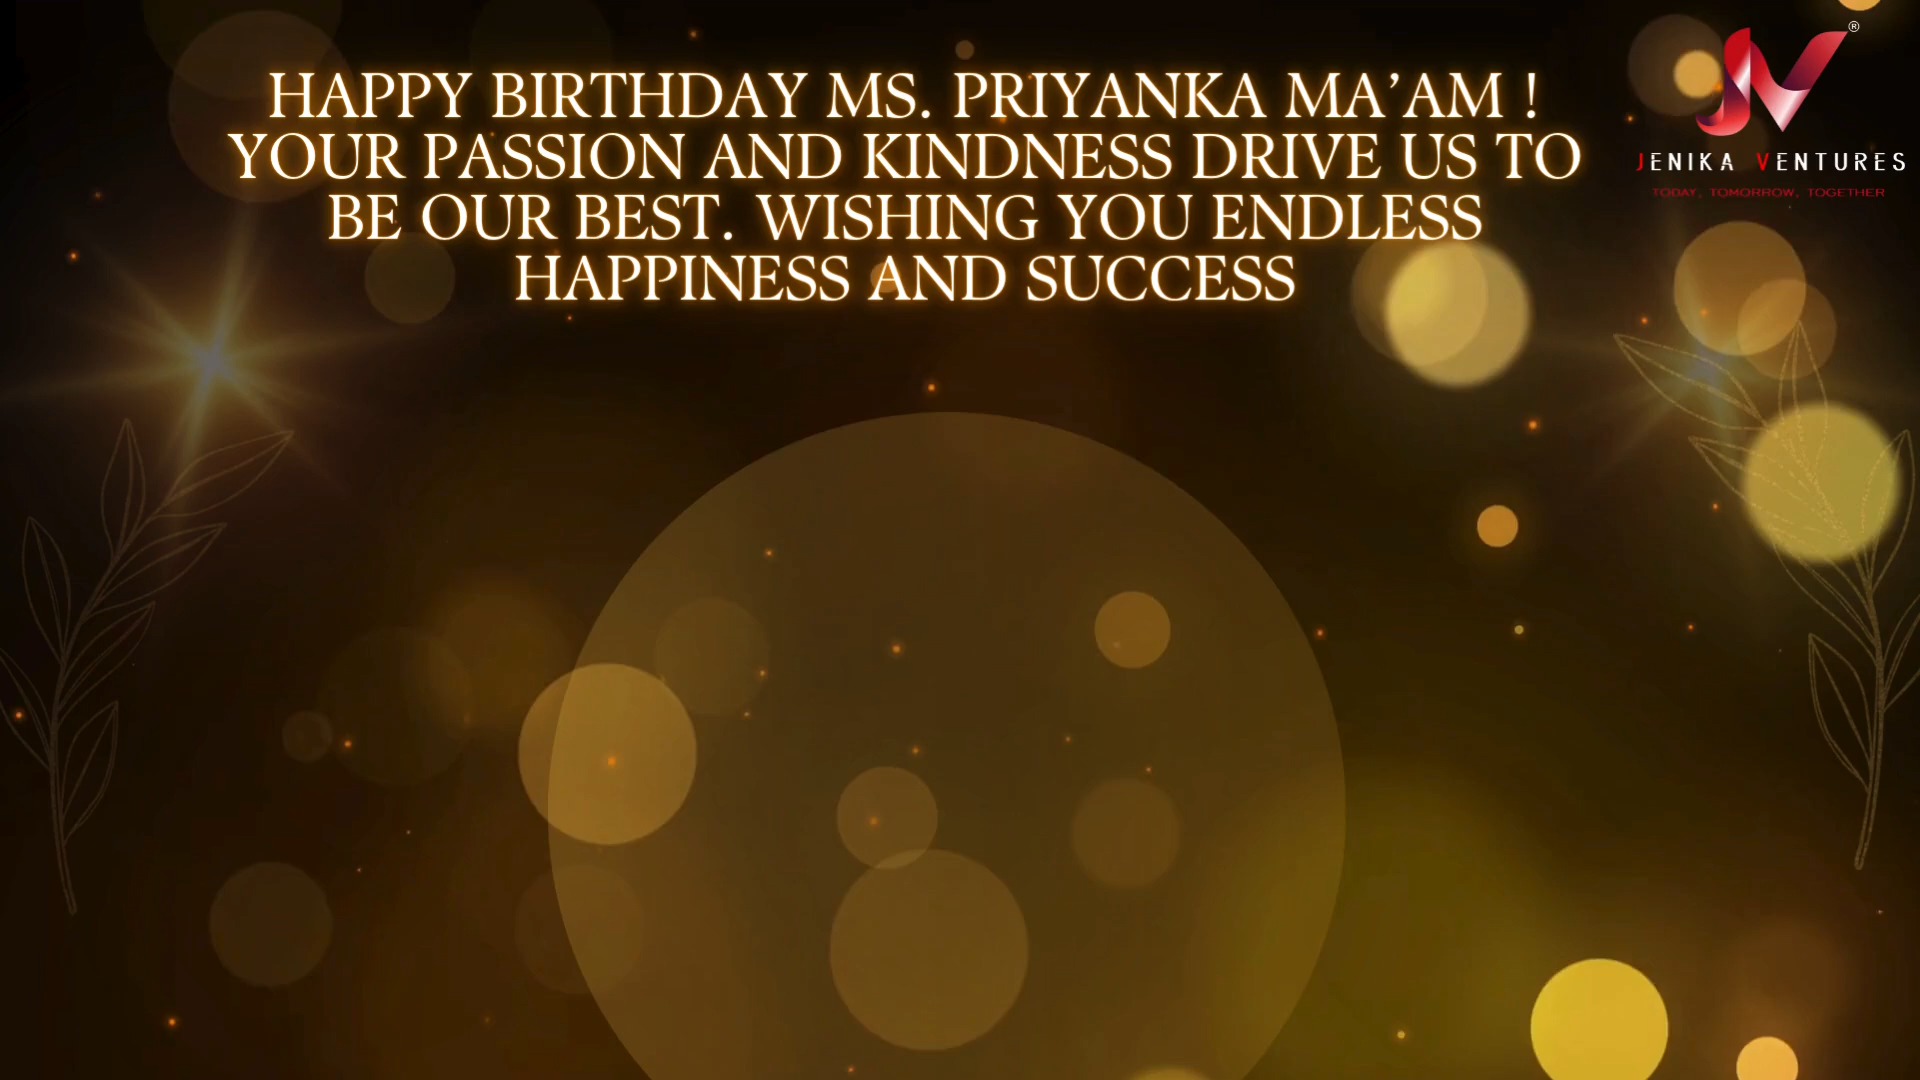 HAPPY BIRTHDAY MS. PRIYANKA MA’AM !
YOUR PASSION AND KINDNESS DRIVE US TO
BE OUR BEST. WISHING YOU ENDLESS
HAPPINESS AND SUCCESS
®
JENIKA VENTURES
TODAY, TOMORROW, TOGETHER